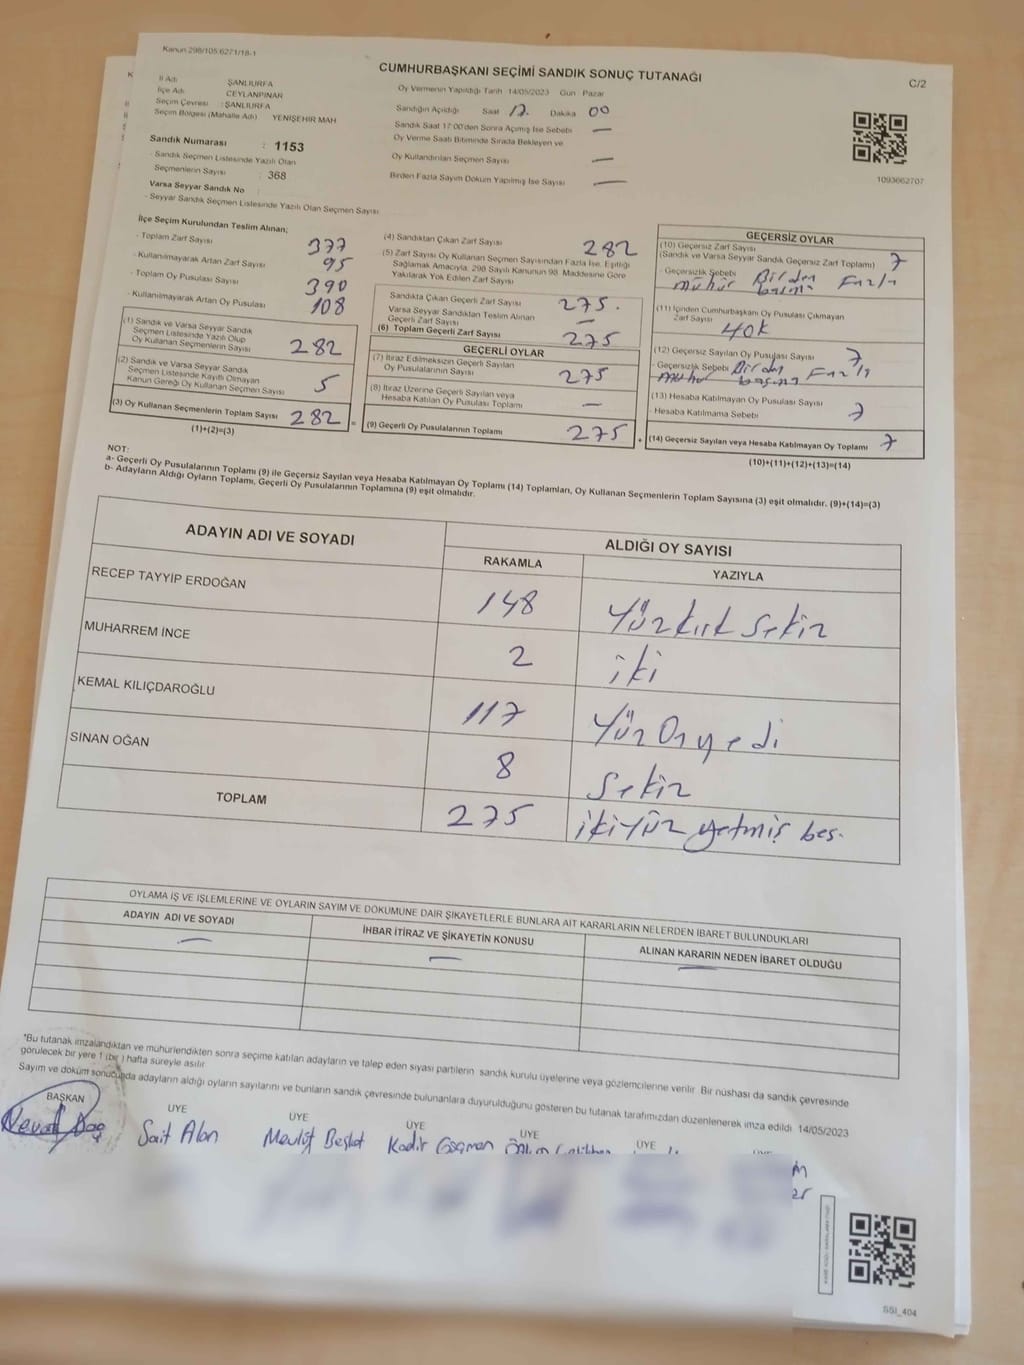 Kanun 298/105,6271/18-1
CUMHURBAŞKANI SEÇİMİ SANDIK SONUÇ TUTANAĞI
C/2
İl Adı ŞANLIURFA
İlçe Adı CEYLANPINAR
Seçim Çevresi : ŞANLIURFA
Seçim Bölgesi (Mahalle Adı) YENİŞEHİR MAH
Sandık Numarası : 1153
- Sandık Seçmen Listesinde Yazılı Olan
Seçmenlerin Sayısı : 368
Varsa Seyyar Sandık No :
- Seyyar Sandık Seçmen Listesinde Yazılı Olan Seçmen Sayısı
Oy Vermenin Yapıldığı Tarih 14/05/2023 Gün Pazar
Sandığın Açıldığı Saat 17. Dakika 00
Sandık Saat 17:00'den Sonra Açımış İse Sebebi —
Oy Verme Saati Bitiminde Sırada Bekleyen ve
Oy Kullandırılan Seçmen Sayısı —
Birden Fazla Sayım Döküm Yapılmış İse Sayısı —
1093662707
İlçe Seçim Kurulundan Teslim Alınan;
- Toplam Zarf Sayısı 377
- Kullanılmayarak Artan Zarf Sayısı 95
- Toplam Oy Pusulası Sayısı 390
- Kullanılmayarak Artan Oy Pusulası 108
(1) Sandık ve Varsa Seyyar Sandık
Seçmen Listesinde Yazılı Olup
Oy Kullanan Seçmenlerin Sayısı 282
(2) Sandık ve Varsa Seyyar Sandık
Seçmen Listesinde Kayıtlı Olmayan
Kanun Gereği Oy Kullanan Seçmen Sayısı 5
(3) Oy Kullanan Seçmenlerin Toplam Sayısı 282 =
(1)+(2)=(3)
(4) Sandıktan Çıkan Zarf Sayısı 282
(5) Zarf Sayısı Oy Kullanan Seçmen Sayısından Fazla İse, Eşitliği
Sağlamak Amacıyla, 298 Sayılı Kanunun 98. Maddesine Göre
Yakılarak Yok Edilen Zarf Sayısı
Sandıkta Çıkan Geçerli Zarf Sayısı 275.
Varsa Seyyar Sandıktan Teslim Alınan
Geçerli Zarf Sayısı —
(6) Toplam Geçerli Zarf Sayısı 275
GEÇERLİ OYLAR
(7) İtiraz Edilmeksizin Geçerli Sayılan
Oy Pusulalarının Sayısı 275
(8) İtiraz Üzerine Geçerli Sayılan veya
Hesaba Katılan Oy Pusulası Toplamı —
(9) Geçerli Oy Pusulalarının Toplamı 275 +
GEÇERSİZ OYLAR
(10) Geçersiz Zarf Sayısı
(Sandık ve Varsa Seyyar Sandık Geçersiz Zarf Toplamı) 7
- Geçersizlik Sebebi Birden Fazla
mühür basma
(11) İçinden Cumhurbaşkanı Oy Pusulası Çıkmayan
Zarf Sayısı YOK
(12) Geçersiz Sayılan Oy Pusulası Sayısı 7
- Geçersizlik Sebebi Birden Fazla
mühür basma
(13) Hesaba Katılmayan Oy Pusulası Sayısı
- Hesaba Katılmama Sebebi 7
(14) Geçersiz Sayılan veya Hesaba Katılmayan Oy Toplamı 7
(10)+(11)+(12)+(13)=(14)
NOT:
a- Geçerli Oy Pusulalarının Toplamı (9) ile Geçersiz Sayılan veya Hesaba Katılmayan Oy Toplamı (14) Toplamları, Oy Kullanan Seçmenlerin Toplam Sayısına (3) eşit olmalıdır. (9)+(14)=(3)
b- Adayların Aldığı Oyların Toplamı, Geçerli Oy Pusulalarının Toplamına (9) eşit olmalıdır.
ADAYIN ADI VE SOYADI
ALDIĞI OY SAYISI
RAKAMLA YAZIYLA
RECEP TAYYİP ERDOĞAN 148 Yüzkırk sekiz
MUHARREM İNCE 2 iki
KEMAL KILIÇDAROĞLU 117 Yüz Onyedi
SİNAN OĞAN 8 Sekiz
TOPLAM 275 ikiYüz yetmiş beş.
OYLAMA İŞ VE İŞLEMLERİNE VE OYLARIN SAYIM VE DÖKÜMÜNE DAİR ŞİKAYETLERLE BUNLARA AİT KARARLARIN NELERDEN İBARET BULUNDUKLARI
ADAYIN ADI VE SOYADI İHBAR İTİRAZ VE ŞİKAYETİN KONUSU ALINAN KARARIN NEDEN İBARET OLDUĞU
— — —
*Bu tutanak imzalandıktan ve mühürlendikten sonra seçime katılan adayların ve talep eden siyasi partilerin sandık kurulu üyelerine veya gözlemcilerine verilir. Bir nüshası da sandık çevresinde
görülecek bir yere 1 (bir ) hafta süreyle asılır.
Sayım ve döküm sonucunda adayların aldığı oyların sayılarını ve bunların sandık çevresinde bulunanlara duyurulduğunu gösteren bu tutanak tarafımızdan düzenlenerek imza edildi. 14/05/2023
BAŞKAN ÜYE ÜYE ÜYE ÜYE ÜYE
Sait Alan Mevlüt Beşkat Kadir Göçmen
SSI_404